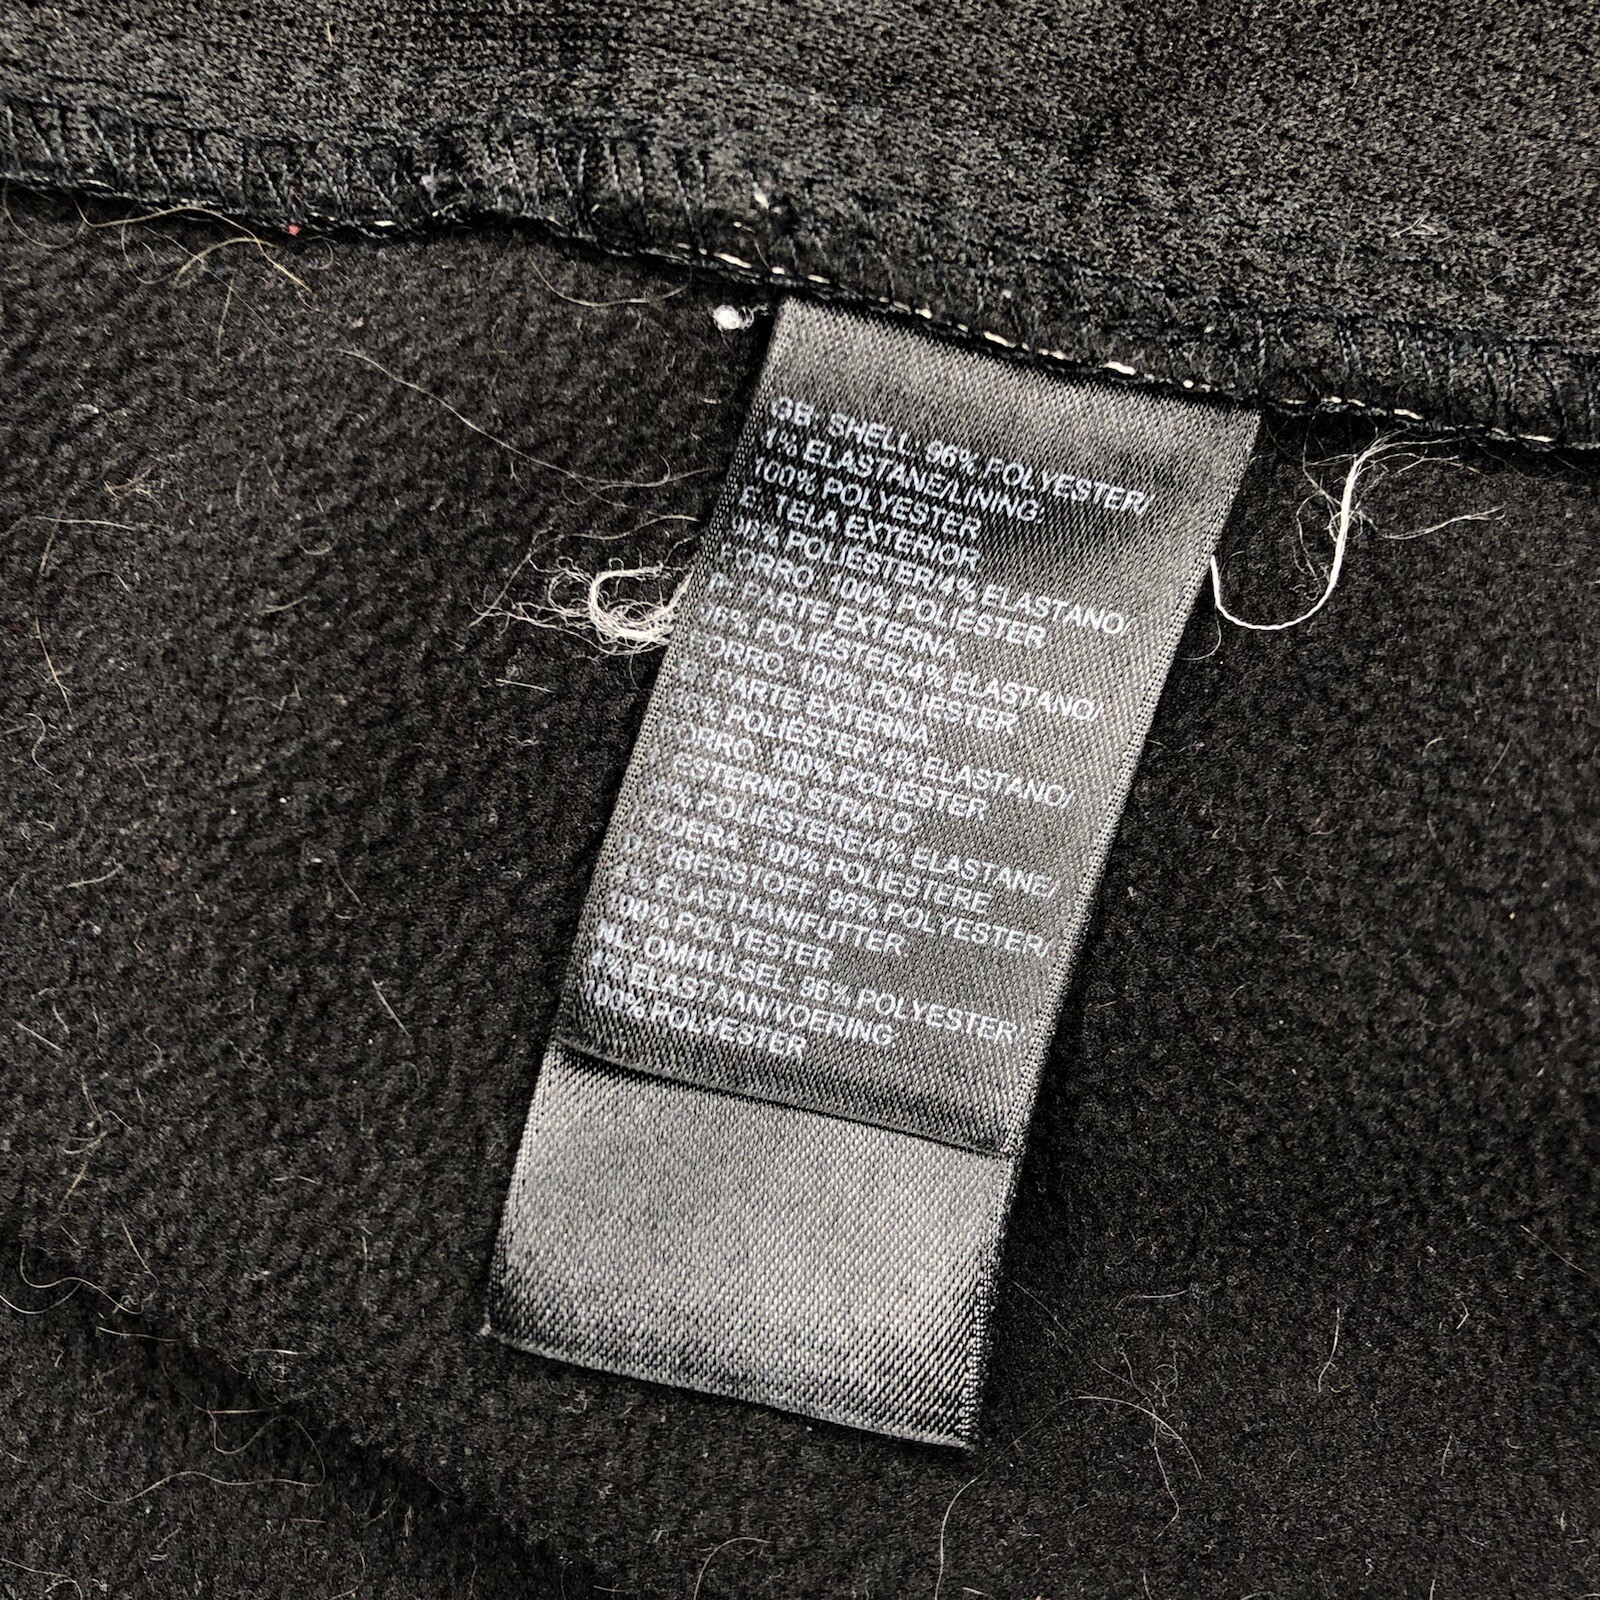 GB: SHELL. 96% POLYESTER/
4% ELASTANE/LINING:
100% POLYESTER
E: TELA EXTERIOR
96% POLIÉSTER/4% ELASTANO/
FORRO. 100% POLIÉSTER
P: PARTE EXTERNA
96% POLIÉSTER/4% ELASTANO/
FORRO. 100% POLIÉSTER
PARTE EXTERNA
96% POLIÉSTER/4% ELASTANO/
FORRO. 100% POLIÉSTER
ESTERNO STRATO.
POLIESTERE/4% ELASTANE/
FODERA. 100% POLIESTERE
D: OBERSTOFF. 96% POLYESTER/
4% ELASTHAN/FUTTER
100% POLYESTER
NL: OMHULSEL. 96% POLYESTER/
4% ELASTAAN/VOERING.
100% POLYESTER